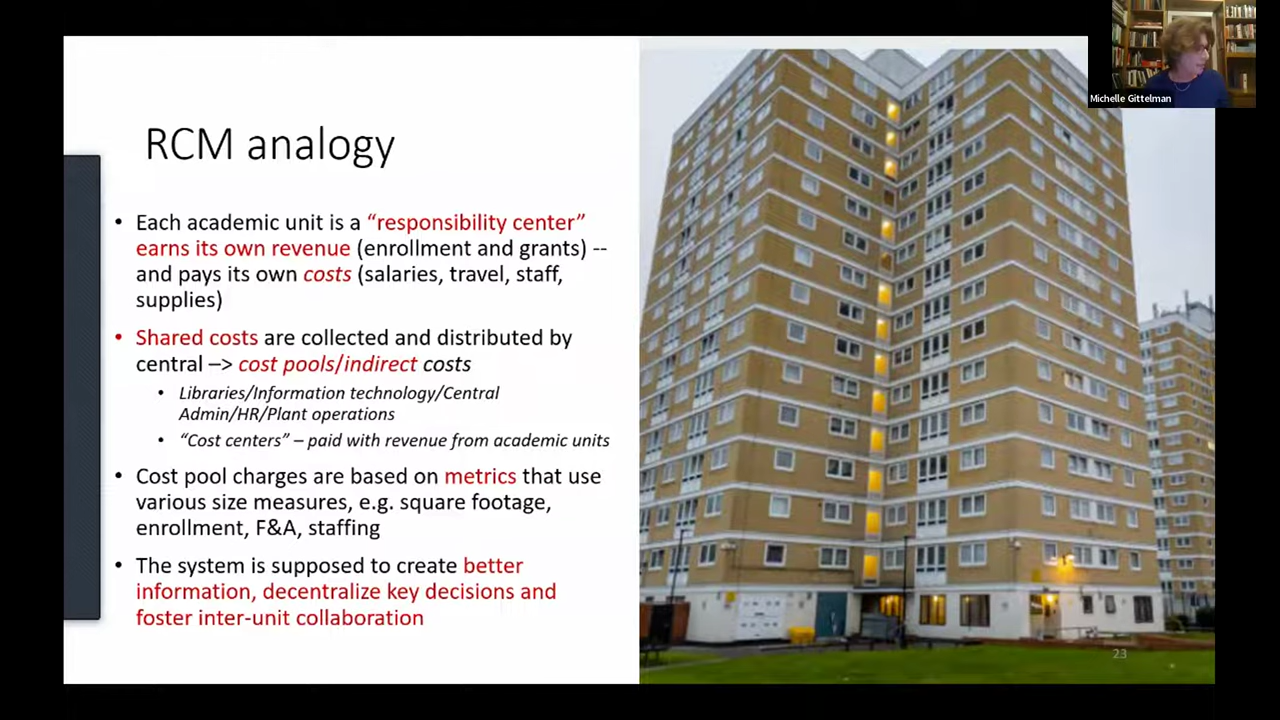 Michelle Gittelman
RCM analogy
• Each academic unit is a “responsibility center”
earns its own revenue (enrollment and grants) --
and pays its own costs (salaries, travel, staff,
supplies)
• Shared costs are collected and distributed by
central –> cost pools/indirect costs
• Libraries/Information technology/Central
Admin/HR/Plant operations
• “Cost centers” – paid with revenue from academic units
• Cost pool charges are based on metrics that use
various size measures, e.g. square footage,
enrollment, F&A, staffing
• The system is supposed to create better
information, decentralize key decisions and
foster inter-unit collaboration
23